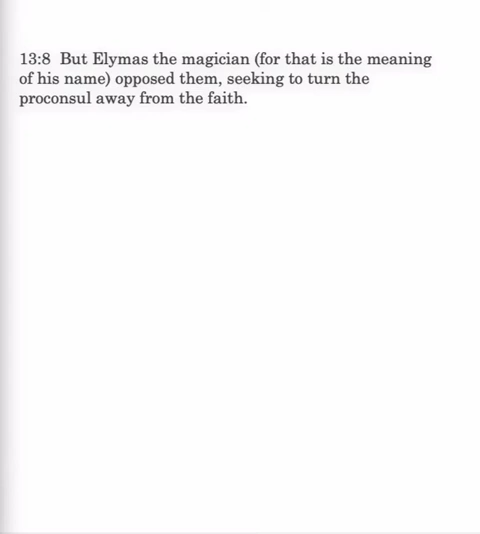 13:8 But Elymas the magician (for that is the meaning
of his name) opposed them, seeking to turn the
proconsul away from the faith.